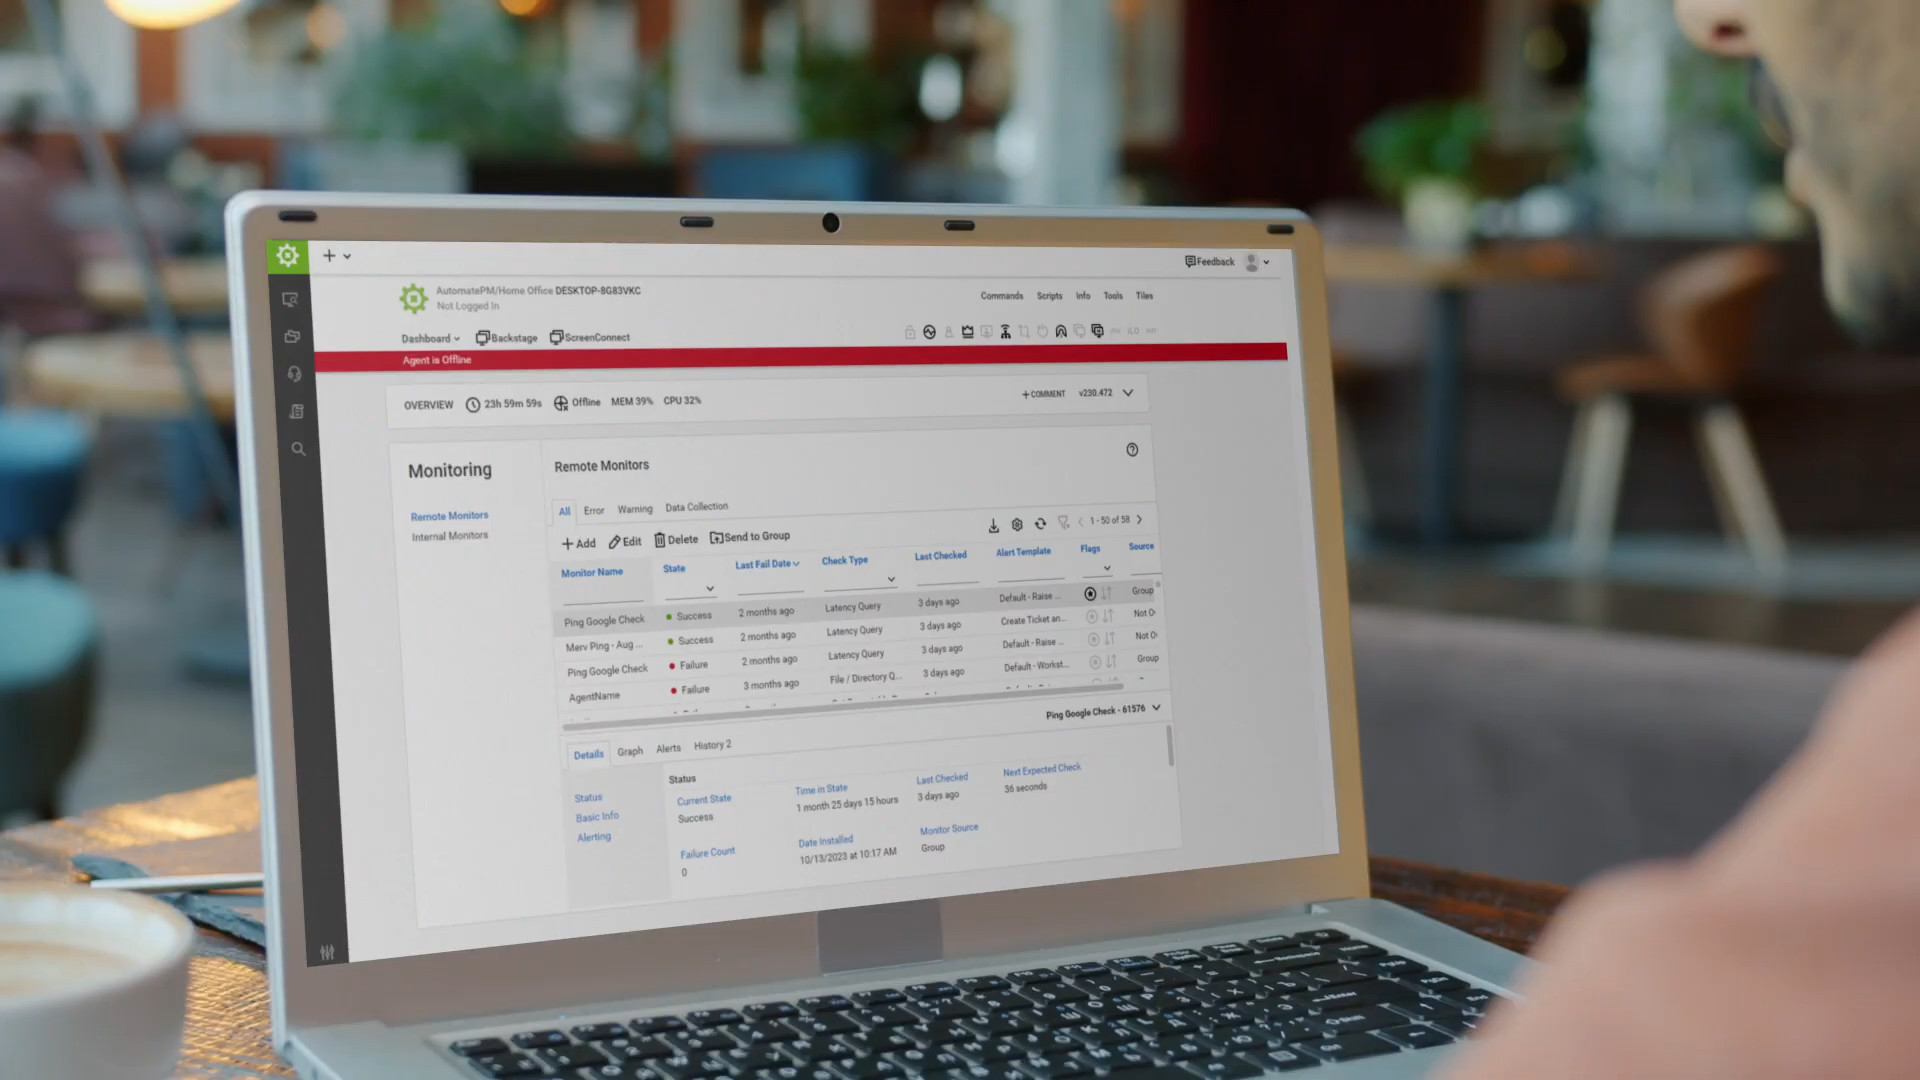 Feedback
AutomatePM/Home Office DESKTOP-8G83VKC
Not Logged In
Commands Scripts Info Tools Tiles
Dashboard Backstage ScreenConnect
Agent is Offline
OVERVIEW 23h 59m 59s Offline MEM 39% CPU 32%
+ COMMENT v230.472
Monitoring
Remote Monitors
Internal Monitors
Remote Monitors
All Error Warning Data Collection
+ Add Edit Delete Send to Group
1 - 50 of 58
Monitor Name State Last Fail Date Check Type Last Checked Alert Template Flags Source
Ping Google Check Success 2 months ago Latency Query 3 days ago Default - Raise ... Group
Merv Ping - Aug ... Success 2 months ago Latency Query 3 days ago Create Ticket an... Not
Ping Google Check Failure 2 months ago Latency Query 3 days ago Default - Raise ... Not
AgentName Failure 3 months ago File / Directory Q... 3 days ago Default - Workst... Group
Ping Google Check - 61576
Details Graph Alerts History 2
Status
Basic Info
Alerting
Status
Current State
Success
Time in State
1 month 25 days 15 hours
Last Checked
3 days ago
Next Expected Check
36 seconds
Failure Count
0
Date Installed
10/13/2023 at 10:17 AM
Monitor Source
Group